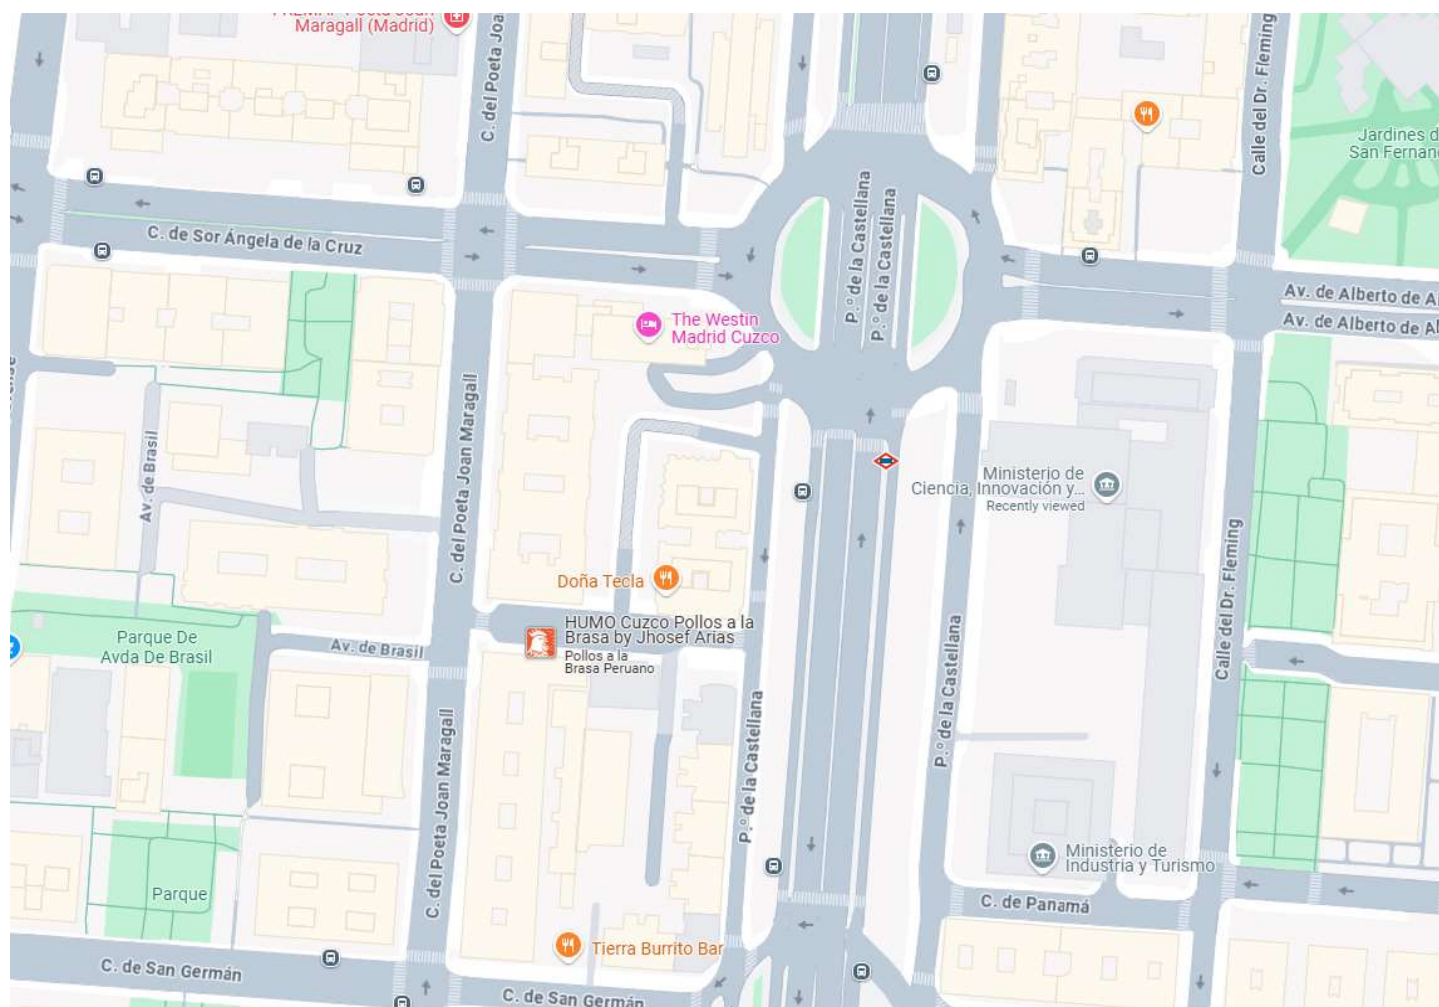 Maragall (Madrid)
C. del Poeta Joa
Calle del Dr. Fleming
Jardines d
San Fernan
C. de Sor Ángela de la Cruz
P.º de la Castellana
P.º de la Castellana
Av. de Alberto de A
Av. de Alberto de Al
The Westin
Madrid Cuzco
C. del Poeta Joan Maragall
Av. de Brasil
Ministerio de
Ciencia, Innovación y...
Recently viewed
Doña Tecla
Calle del Dr. Fleming
HUMO Cuzco Pollos a la
Brasa by Jhosef Arias
Pollos a la
Brasa Peruano
Parque De
Avda De Brasil
Av. de Brasil
P.º de la Castellana
P.º de la Castellana
C. del Poeta Joan Maragall
Ministerio de
Industria y Turismo
Parque
C. de Panamá
Tierra Burrito Bar
C. de San Germán
C. de San Germán